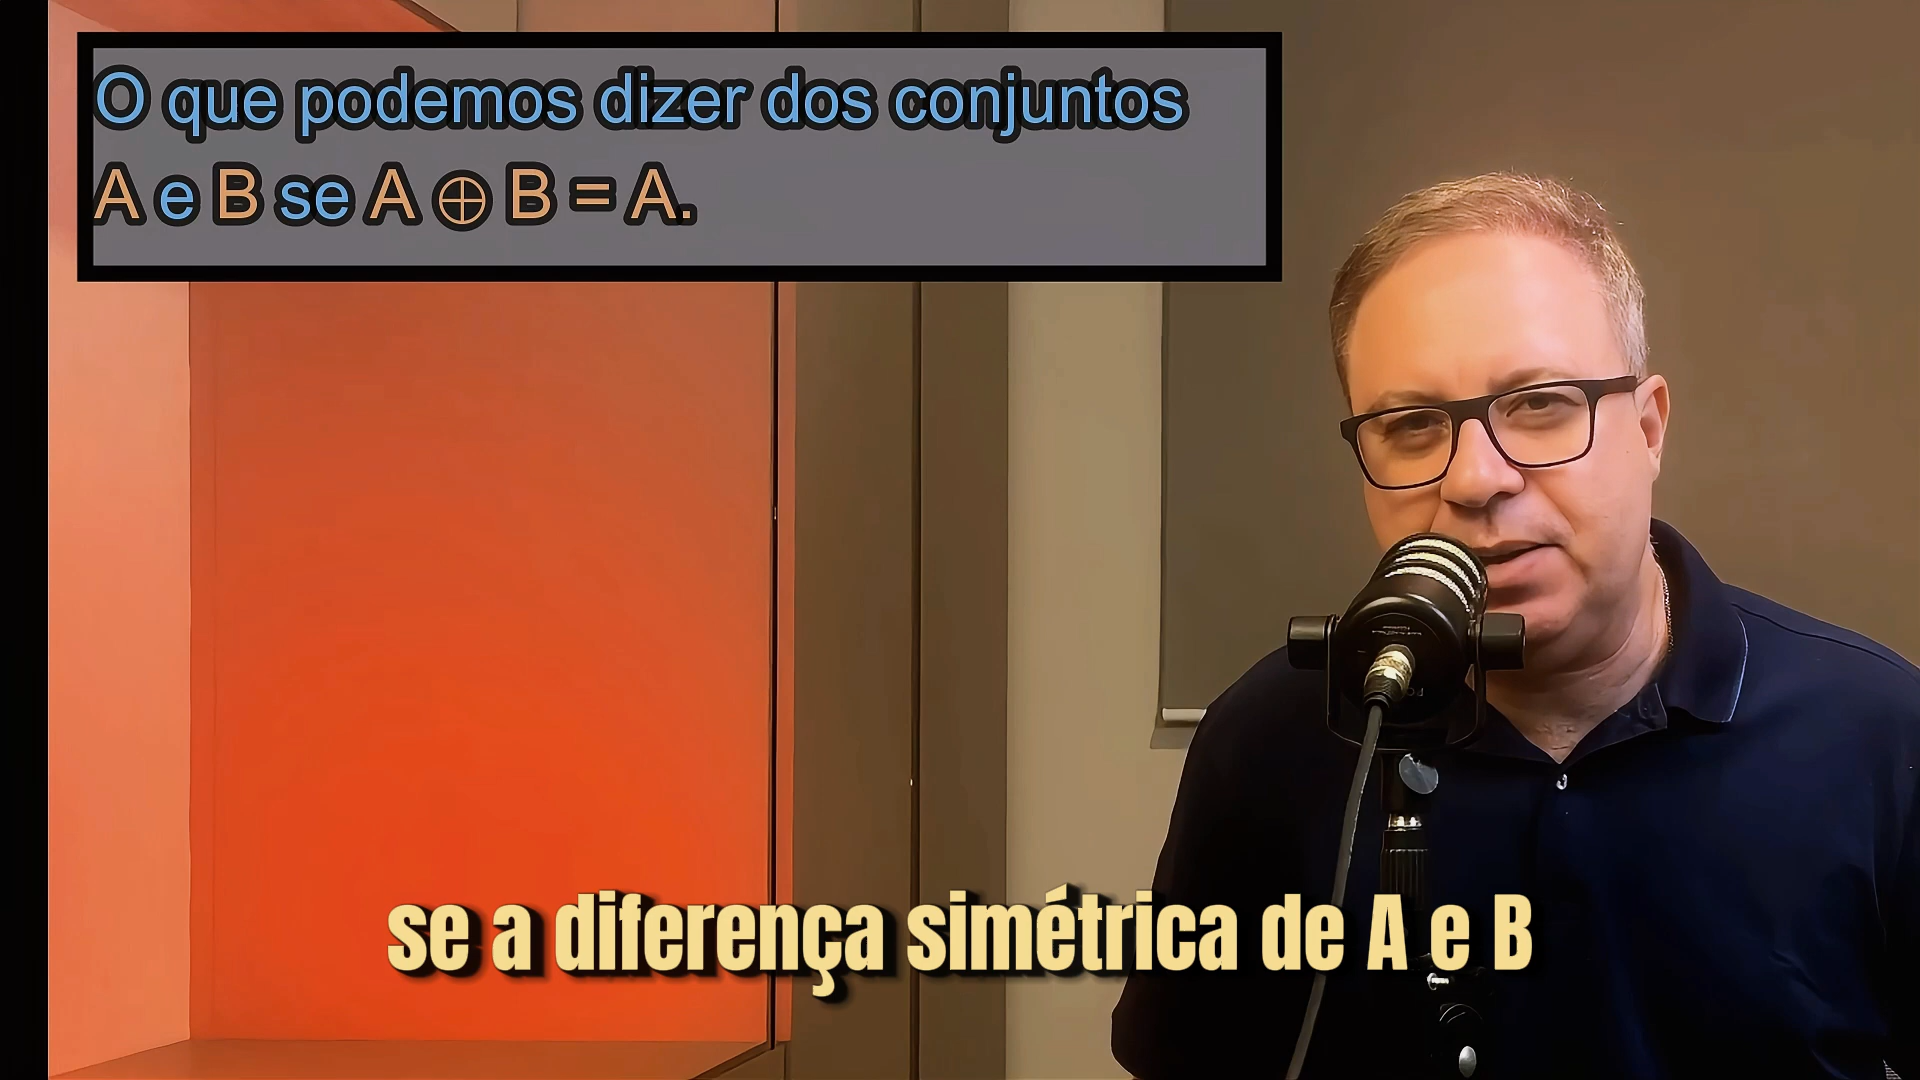 O que podemos dizer dos conjuntos
A e B se A ⊕ B = A.
se a diferença simétrica de A e B